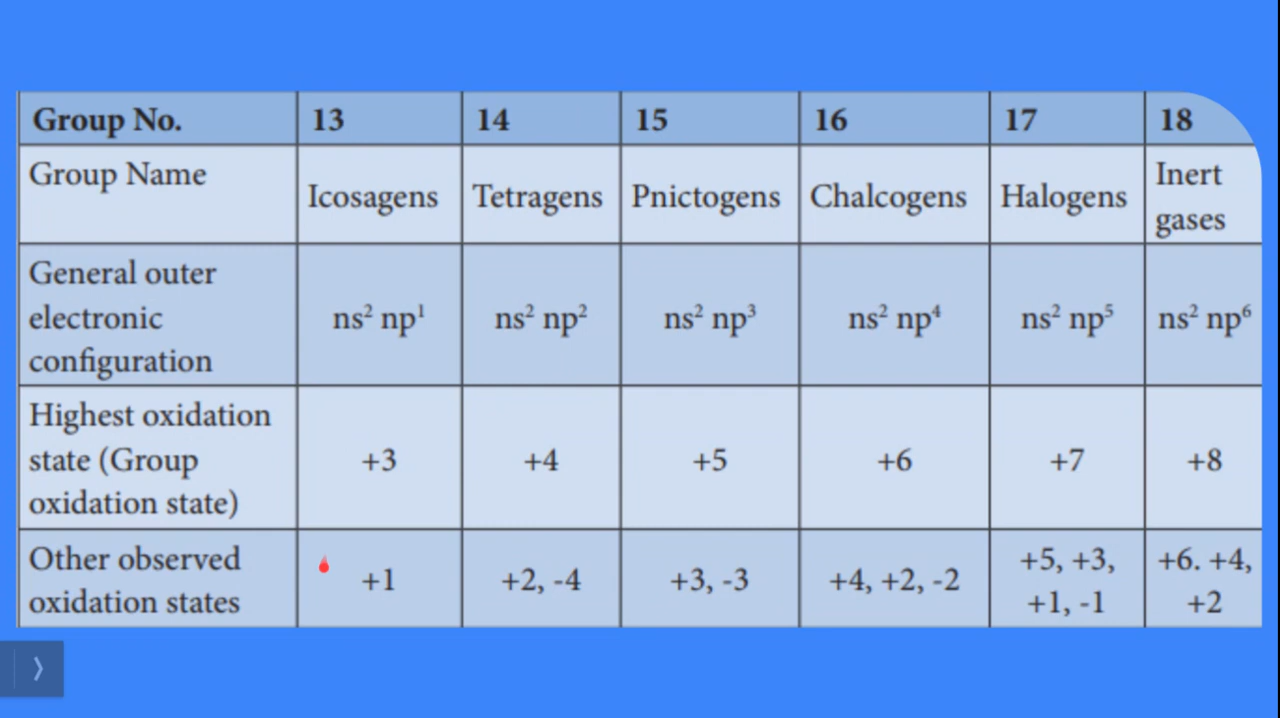 Group No. 13 14 15 16 17 18
Group Name Icosagens Tetragens Pnictogens Chalcogens Halogens Inert gases
General outer electronic configuration ns² np¹ ns² np² ns² np³ ns² np⁴ ns² np⁵ ns² np⁶
Highest oxidation state (Group oxidation state) +3 +4 +5 +6 +7 +8
Other observed oxidation states +1 +2, -4 +3, -3 +4, +2, -2 +5, +3, +1, -1 +6. +4, +2